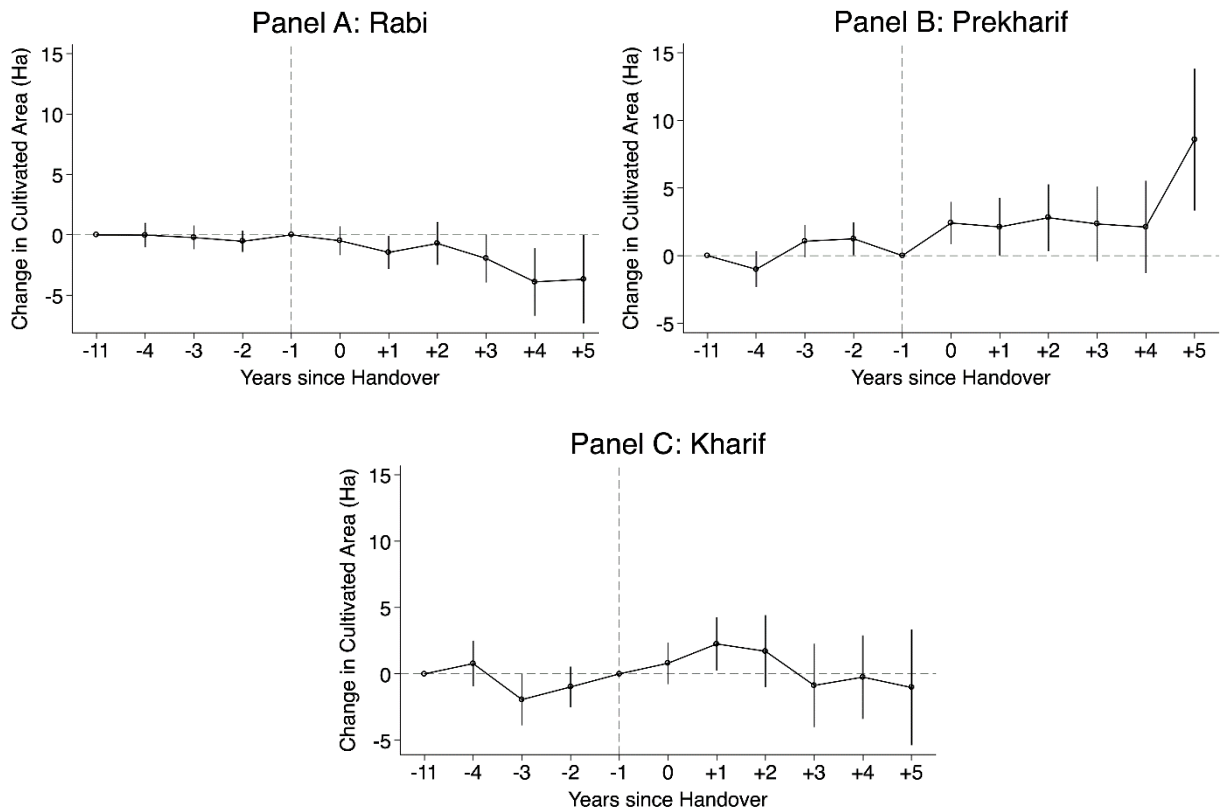 Panel A: Rabi
Change in Cultivated Area (Ha)
15
10
5
0
-5
-11 -4 -3 -2 -1 0 +1 +2 +3 +4 +5
Years since Handover
Panel B: Prekharif
Change in Cultivated Area (Ha)
15
10
5
0
-5
-11 -4 -3 -2 -1 0 +1 +2 +3 +4 +5
Years since Handover
Panel C: Kharif
Change in Cultivated Area (Ha)
15
10
5
0
-5
-11 -4 -3 -2 -1 0 +1 +2 +3 +4 +5
Years since Handover